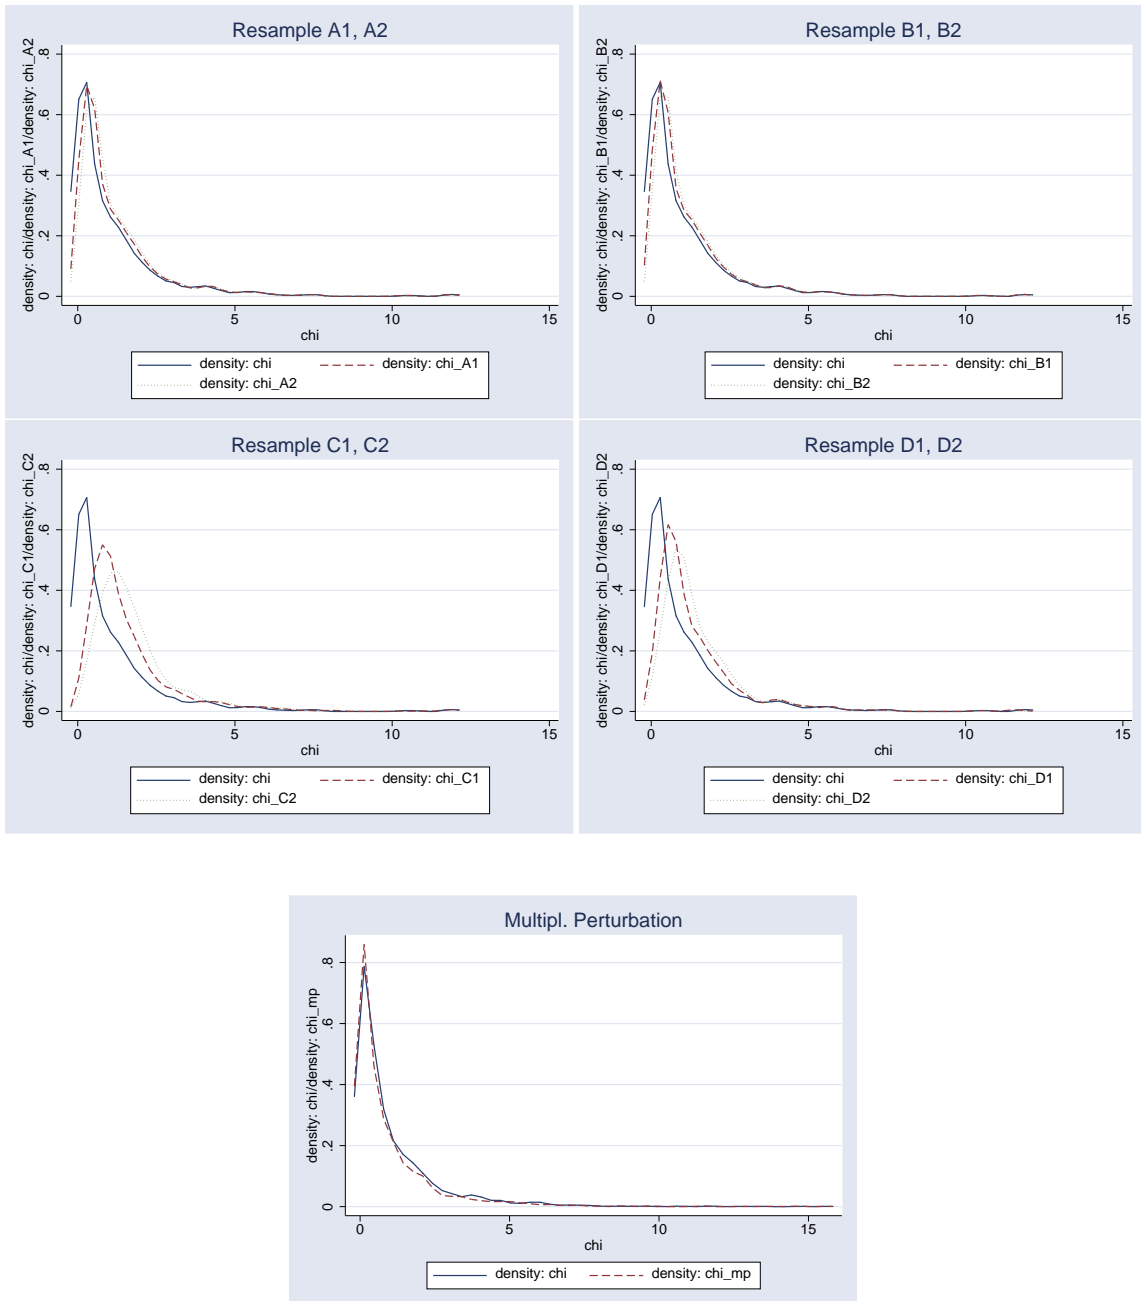 Resample A1, A2
density: chi/density: chi_A1/density: chi_A2
.8
.6
.4
.2
0
0 5 10 15
chi
density: chi density: chi_A1
density: chi_A2
Resample B1, B2
density: chi/density: chi_B1/density: chi_B2
.8
.6
.4
.2
0
0 5 10 15
chi
density: chi density: chi_B1
density: chi_B2
Resample C1, C2
density: chi/density: chi_C1/density: chi_C2
.8
.6
.4
.2
0
0 5 10 15
chi
density: chi density: chi_C1
density: chi_C2
Resample D1, D2
density: chi/density: chi_D1/density: chi_D2
.8
.6
.4
.2
0
0 5 10 15
chi
density: chi density: chi_D1
density: chi_D2
Multipl. Perturbation
density: chi/density: chi_mp
.8
.6
.4
.2
0
0 5 10 15
chi
density: chi density: chi_mp